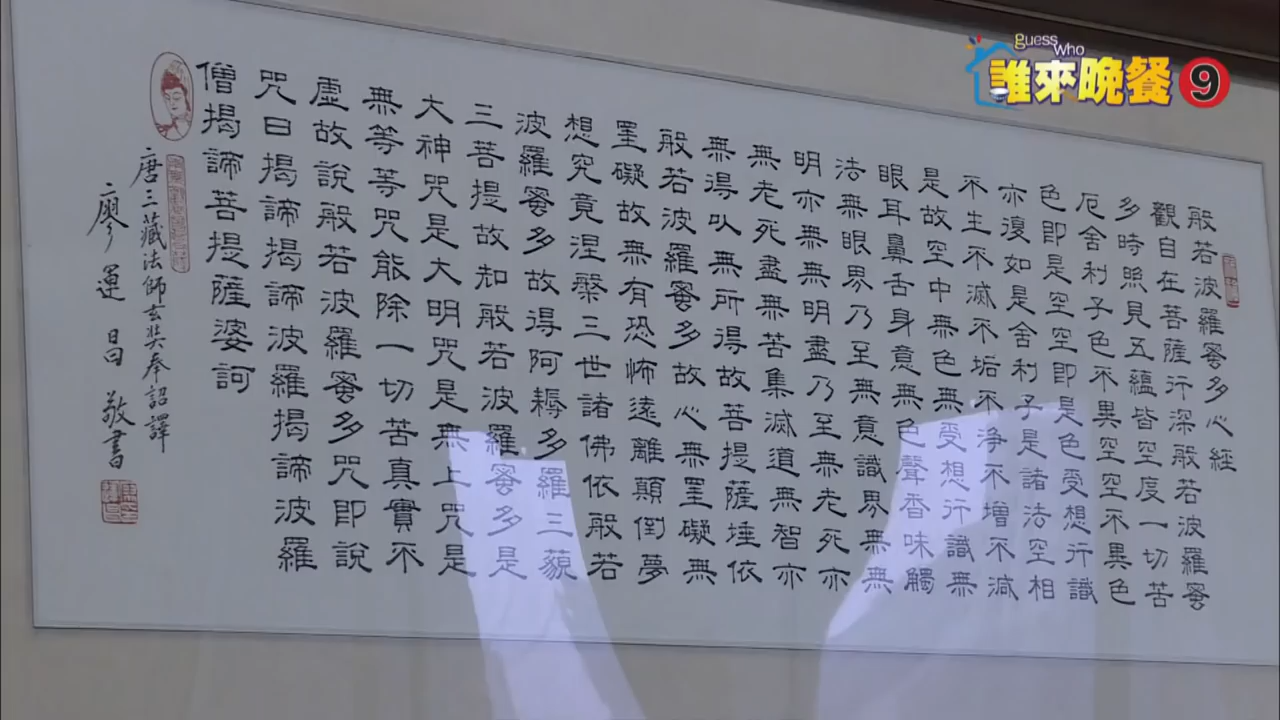 guess who
誰來晚餐9
般若波羅蜜多心經
觀自在菩薩行深般若波羅蜜
多時照見五蘊皆空度一切苦
厄舍利子色不異空空不異色
色即是空空即是色受想行識
亦復如是舍利子是諸法空相
不生不滅不垢不淨不增不減
是故空中無色無受想行識無
眼耳鼻舌身意無色聲香味觸
法無眼界乃至無意識界無無
明亦無無明盡乃至無老死亦
無老死盡無苦集滅道無智亦
無得以無所得故菩提薩埵依
般若波羅蜜多故心無罣礙無
罣礙故無有恐怖遠離顛倒夢
想究竟涅槃三世諸佛依般若
波羅蜜多故得阿耨多羅三藐
三菩提故知般若波羅蜜多是
大神咒是大明咒是無上咒是
無等等咒能除一切苦真實不
虛故說般若波羅蜜多咒即說
咒曰揭諦揭諦波羅揭諦波羅
僧揭諦菩提薩婆訶
唐三藏法師玄奘奉詔譯
廖運昌敬書